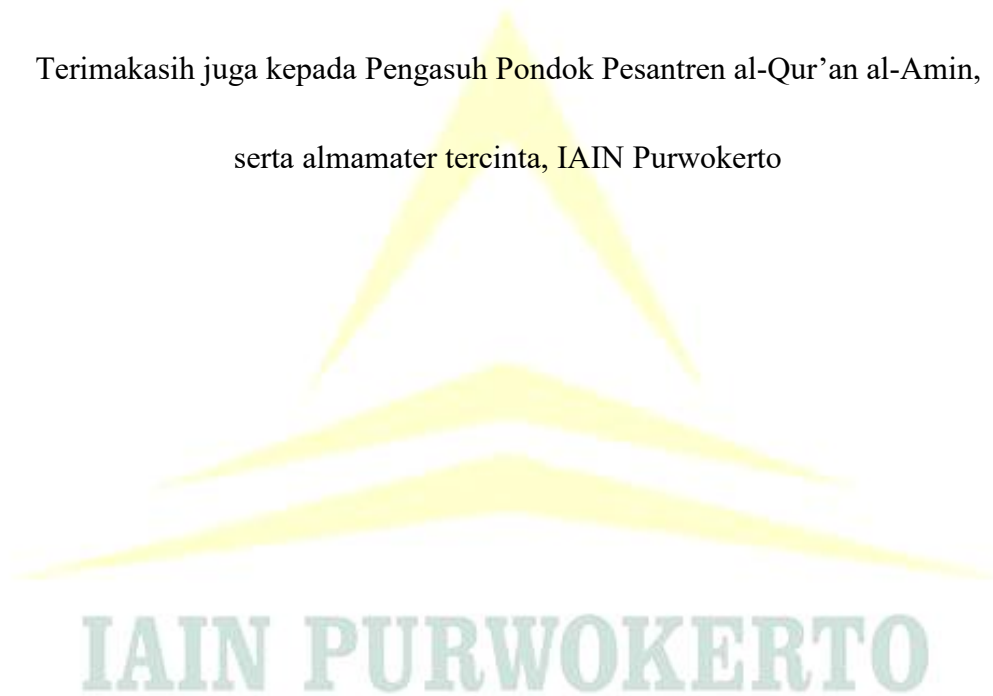 Terimakasih juga kepada Pengasuh Pondok Pesantren al-Qur’an al-Amin,
serta almamater tercinta, IAIN Purwokerto
IAIN PURWOKERTO